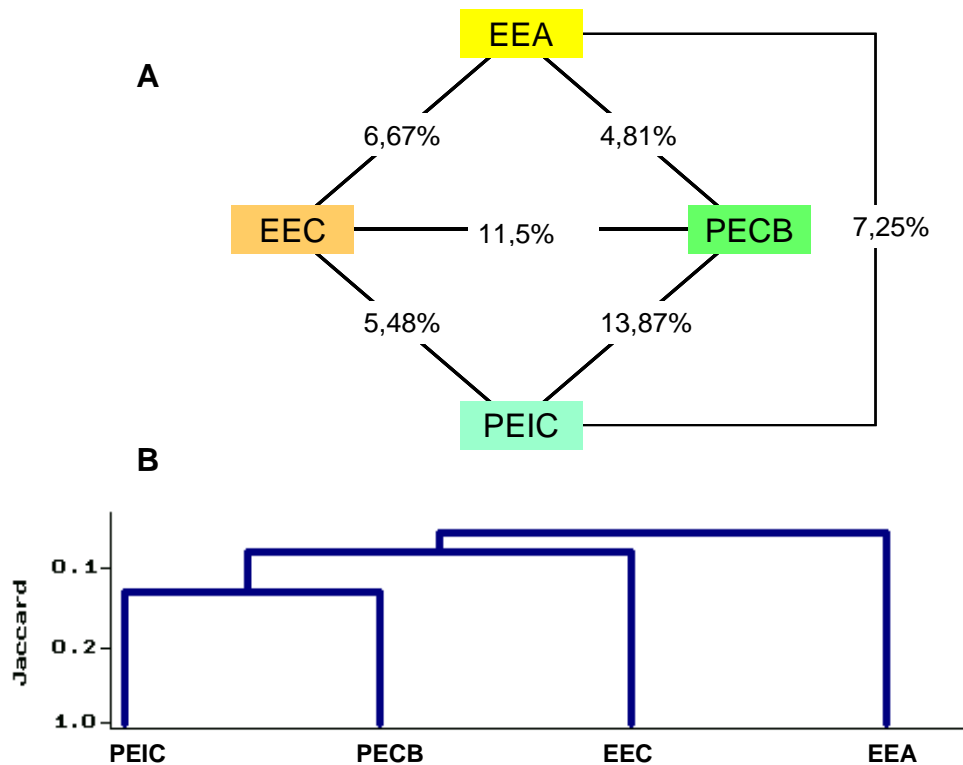 EEA
A
6,67%
4,81%
EEC
11,5%
PECB
7,25%
5,48%
13,87%
PEIC
B
Jaccard
0.1
0.2
1.0
PEIC PECB EEC EEA